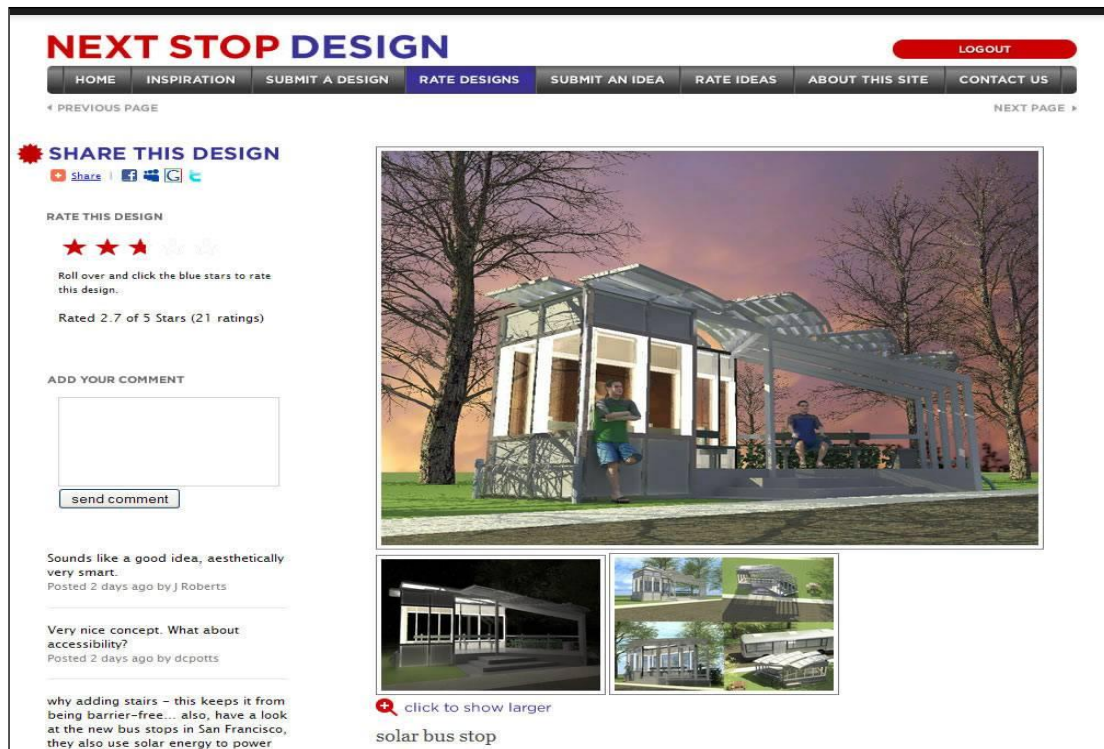 NEXT STOP DESIGN
LOGOUT
HOME INSPIRATION SUBMIT A DESIGN RATE DESIGNS SUBMIT AN IDEA RATE IDEAS ABOUT THIS SITE CONTACT US
PREVIOUS PAGE
NEXT PAGE
SHARE THIS DESIGN
Share
RATE THIS DESIGN
Roll over and click the blue stars to rate
this design.
Rated 2.7 of 5 Stars (21 ratings)
ADD YOUR COMMENT
send comment
Sounds like a good idea, aesthetically
very smart.
Posted 2 days ago by J Roberts
Very nice concept. What about
accessibility?
Posted 2 days ago by dcpotts
why adding stairs – this keeps it from
being barrier-free... also, have a look
at the new bus stops in San Francisco,
they also use solar energy to power
click to show larger
solar bus stop